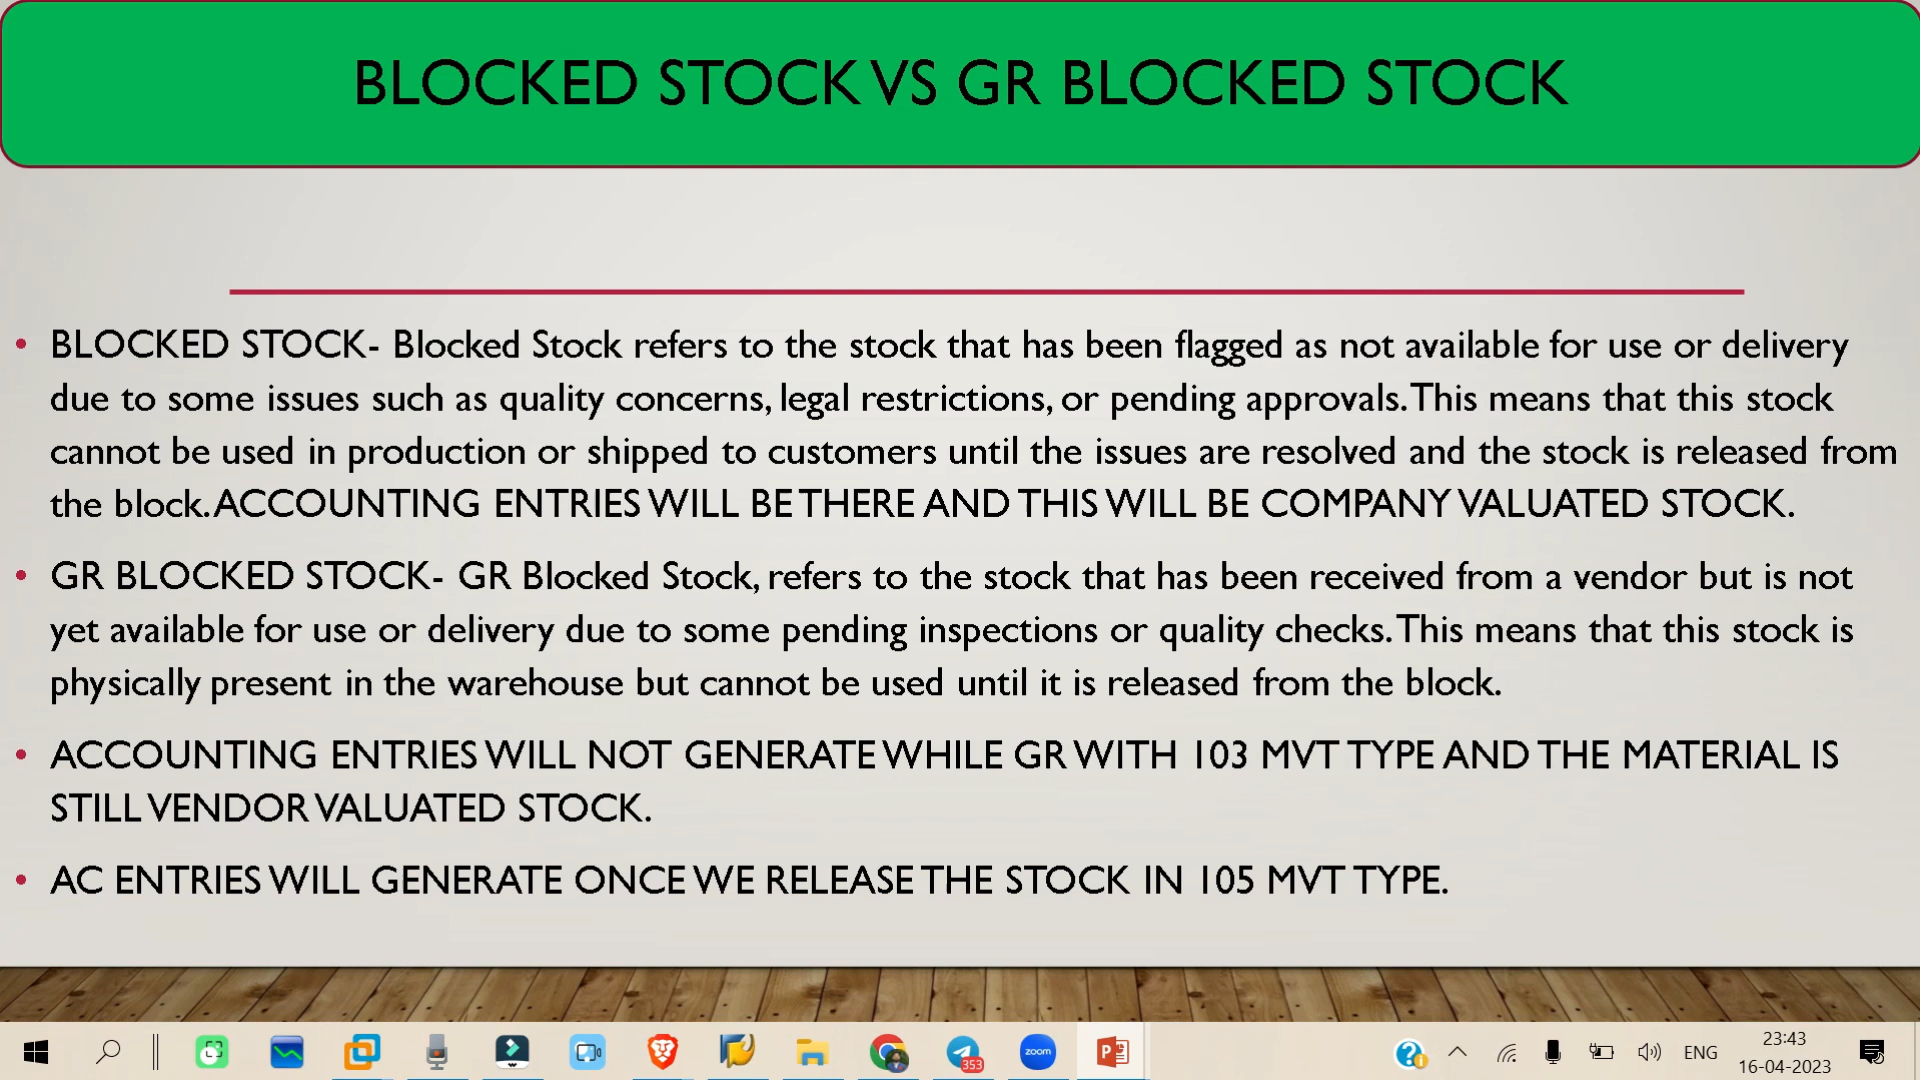 BLOCKED STOCK VS GR BLOCKED STOCK
• BLOCKED STOCK- Blocked Stock refers to the stock that has been flagged as not available for use or delivery
due to some issues such as quality concerns, legal restrictions, or pending approvals. This means that this stock
cannot be used in production or shipped to customers until the issues are resolved and the stock is released from
the block. ACCOUNTING ENTRIES WILL BE THERE AND THIS WILL BE COMPANY VALUATED STOCK.
• GR BLOCKED STOCK- GR Blocked Stock, refers to the stock that has been received from a vendor but is not
yet available for use or delivery due to some pending inspections or quality checks. This means that this stock is
physically present in the warehouse but cannot be used until it is released from the block.
• ACCOUNTING ENTRIES WILL NOT GENERATE WHILE GR WITH 103 MVT TYPE AND THE MATERIAL IS
STILL VENDOR VALUATED STOCK.
• AC ENTRIES WILL GENERATE ONCE WE RELEASE THE STOCK IN 105 MVT TYPE.
353
zoom
ENG
23:43
16-04-2023